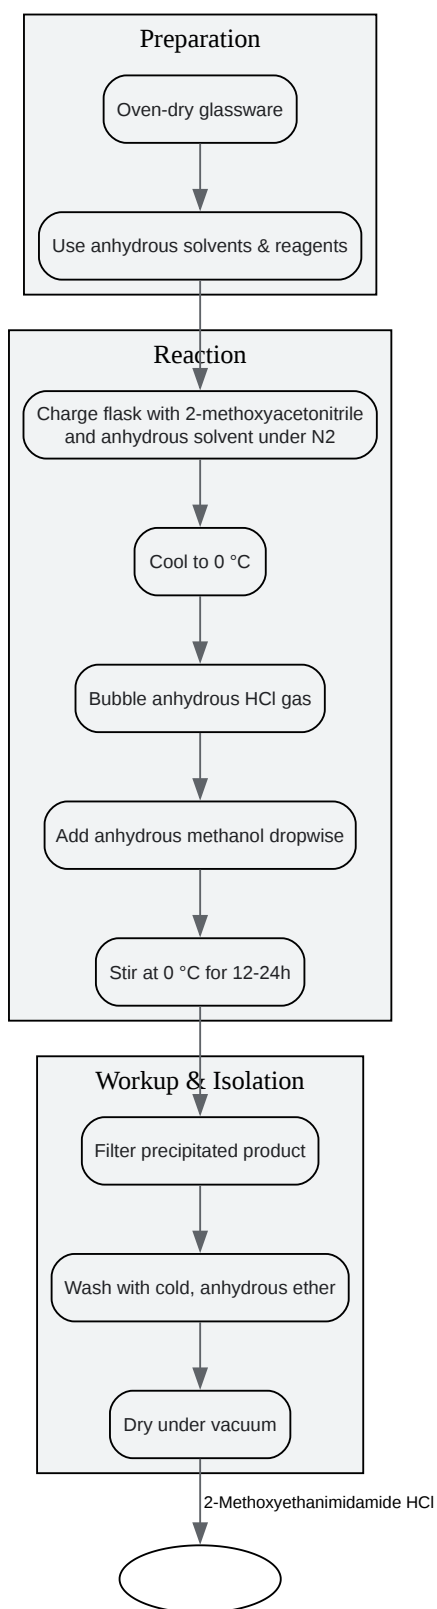 Preparation
Oven-dry glassware
Use anhydrous solvents & reagents
Reaction
Charge flask with 2-methoxyacetonitrile
and anhydrous solvent under N2
Cool to 0 °C
Bubble anhydrous HCl gas
Add anhydrous methanol dropwise
Stir at 0 °C for 12-24h
Workup & Isolation
Filter precipitated product
Wash with cold, anhydrous ether
Dry under vacuum
2-Methoxyethanimidamide HCl